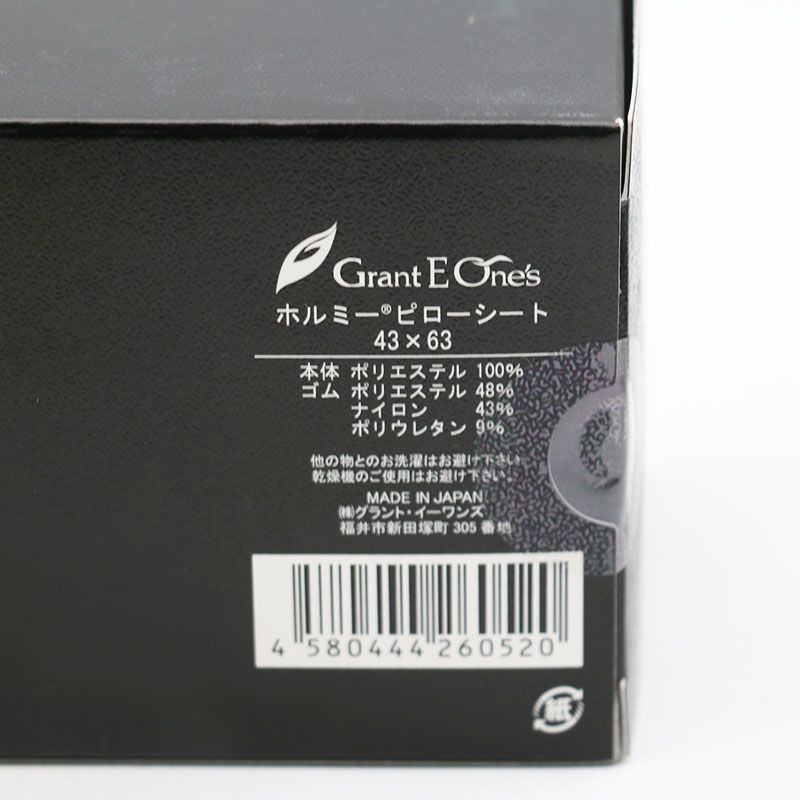 Grant E One's
ホルミー®ピローシート
43×63
本体 ポリエステル 100%
ゴム ポリエステル 48%
ナイロン 43%
ポリウレタン 9%
他の物とのお洗濯はお避け下さい
乾燥機のご使用はお避け下さい
MADE IN JAPAN
㈱グラント・イーワンズ
福井市新田塚町 305 番地
4 580444 260520
紙